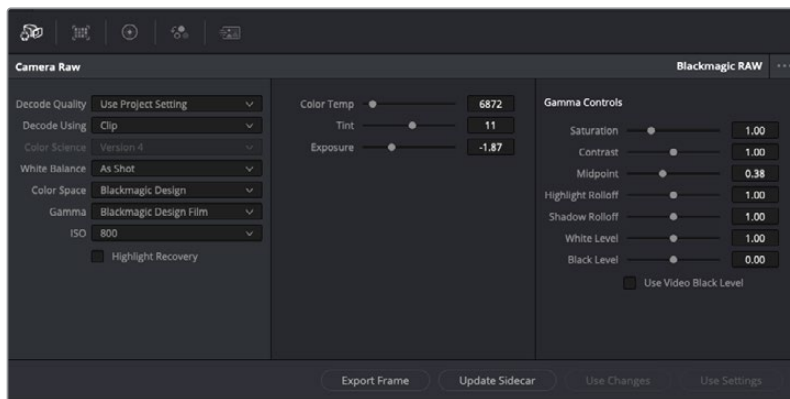 Camera Raw
Blackmagic RAW
Decode Quality Use Project Setting
Decode Using Clip
Color Science Version 4
White Balance As Shot
Color Space Blackmagic Design
Gamma Blackmagic Design Film
ISO 800
Highlight Recovery
Color Temp 6872
Tint 11
Exposure -1.87
Gamma Controls
Saturation 1.00
Contrast 1.00
Midpoint 0.38
Highlight Rolloff 1.00
Shadow Rolloff 1.00
White Level 1.00
Black Level 0.00
Use Video Black Level
Export Frame Update Sidecar Use Changes Use Settings